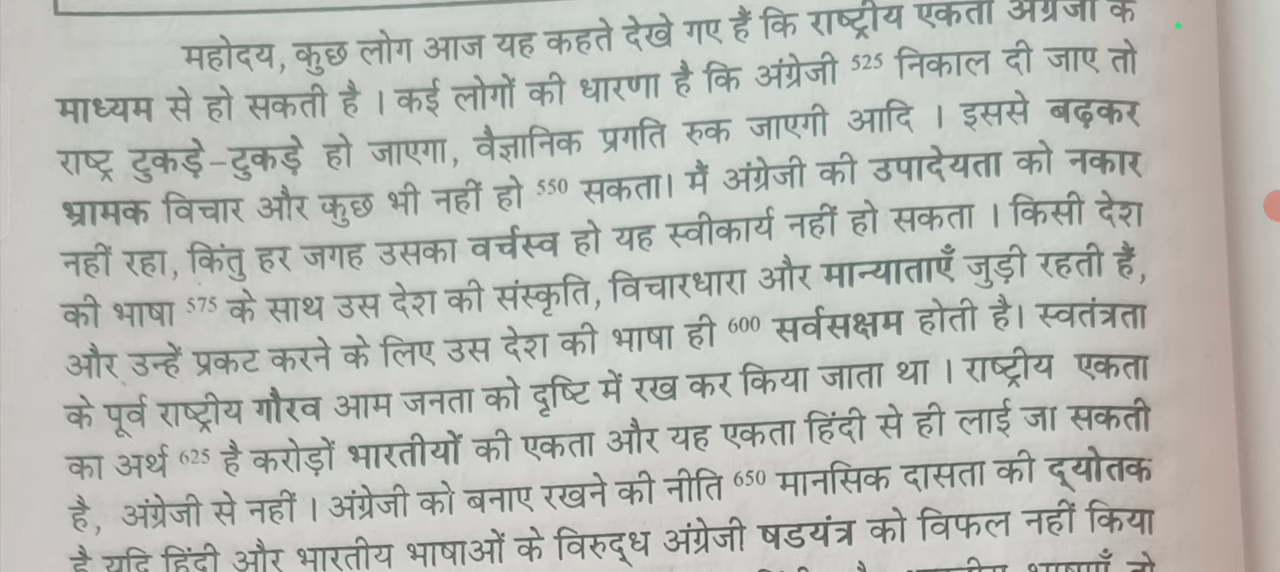 महोदय, कुछ लोग आज यह कहते देखे गए हैं कि राष्ट्रीय एकता अंग्रेजी के
माध्यम से हो सकती है । कई लोगों की धारणा है कि अंग्रेजी 525 निकाल दी जाए तो
राष्ट्र टुकड़े-टुकड़े हो जाएगा, वैज्ञानिक प्रगति रुक जाएगी आदि । इससे बढ़कर
भ्रामक विचार और कुछ भी नहीं हो 550 सकता। मैं अंग्रेजी की उपादेयता को नकार
नहीं रहा, किंतु हर जगह उसका वर्चस्व हो यह स्वीकार्य नहीं हो सकता । किसी देश
की भाषा 575 के साथ उस देश की संस्कृति, विचारधारा और मान्याताएँ जुड़ी रहती हैं,
और उन्हें प्रकट करने के लिए उस देश की भाषा ही 600 सर्वसक्षम होती है। स्वतंत्रता
के पूर्व राष्ट्रीय गौरव आम जनता को दृष्टि में रख कर किया जाता था । राष्ट्रीय एकता
का अर्थ 625 है करोड़ों भारतीयों की एकता और यह एकता हिंदी से ही लाई जा सकती
है, अंग्रेजी से नहीं । अंग्रेजी को बनाए रखने की नीति 650 मानसिक दासता की द्‌योतक
है यदि हिंदी और भारतीय भाषाओं के विरुद्‌ध अंग्रेजी षडयंत्र को विफल नहीं किया